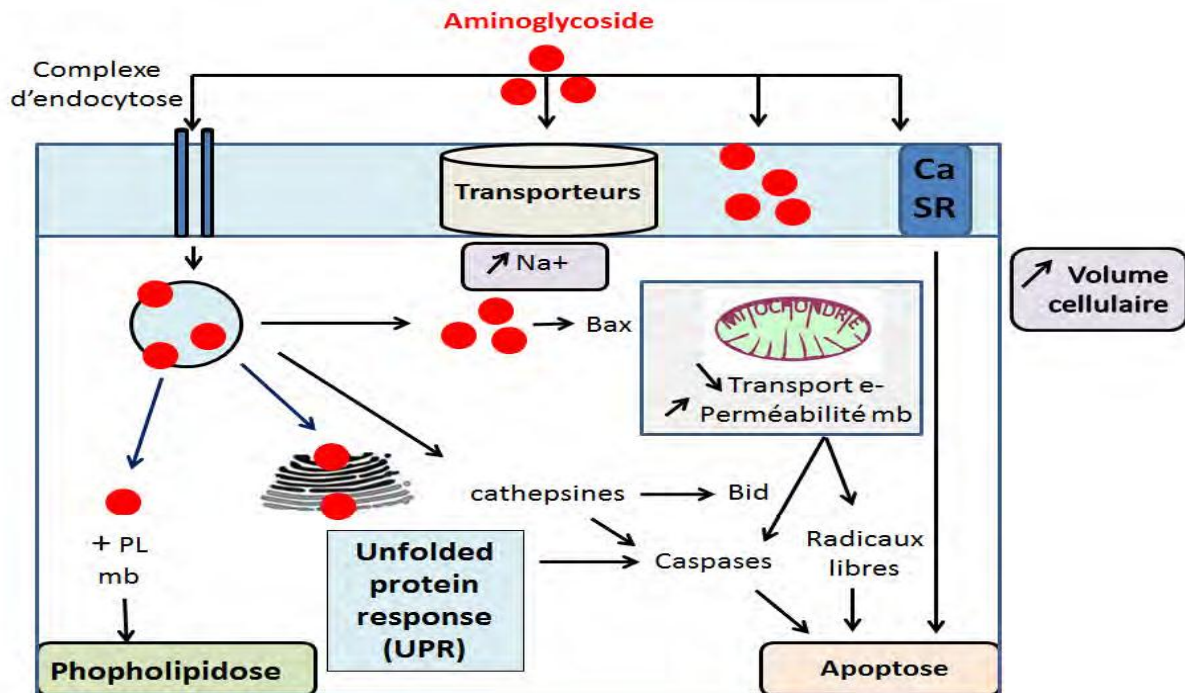 Aminoglycoside
Complexe
d'endocytose
Transporteurs
Ca
SR
↗ Na+
↗ Volume
cellulaire
Bax
MITOCHONDRIE
↘ Transport e-
↗ Perméabilité mb
cathepsines
Bid
+ PL
mb
Unfolded
protein
response
(UPR)
Caspases
Radicaux
libres
Phopholipidose
Apoptose